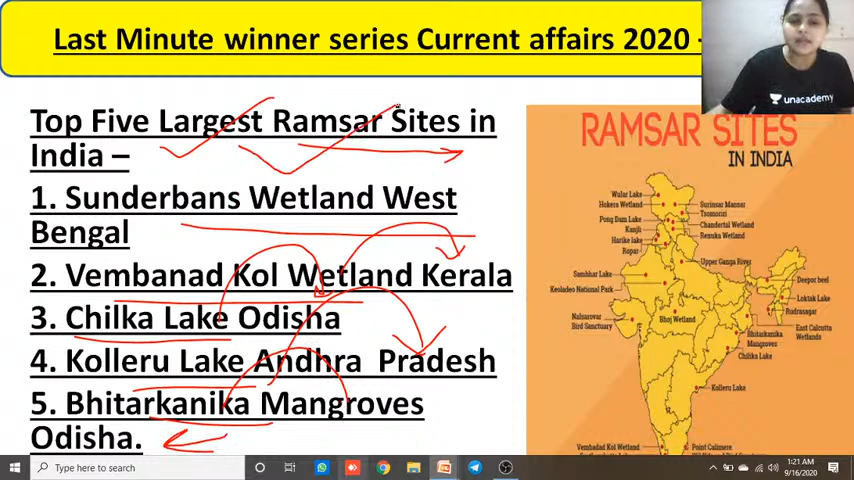 Last Minute winner series Current affairs 2020 -
unacademy
Top Five Largest Ramsar Sites in
India –
1. Sunderbans Wetland West
Bengal
2. Vembanad Kol Wetland Kerala
3. Chilka Lake Odisha
4. Kolleru Lake Andhra Pradesh
5. Bhitarkanika Mangroves
Odisha.
RAMSAR SITES
IN INDIA
Wular Lake
Hokera Wetland
Surinsar Manner
Tsomoriri
Pong Dam Lake
Chandertal Wetland
Kanjli
Renuka Wetland
Harike lake
Ropar
Upper Ganga River
Sambhar Lake
Keoladeo National Park
Deepor beel
Loktak Lake
Rudrasagar
Nalsarovar
Bird Sanctuary
Bhoj Wetland
East Calcutta
Wetlands
Bhitarkanika
Mangroves
Chilika Lake
Kolleru Lake
Vembadad Kol Wetland
Point Calimere
Type here to search
1:21 AM
9/16/2020